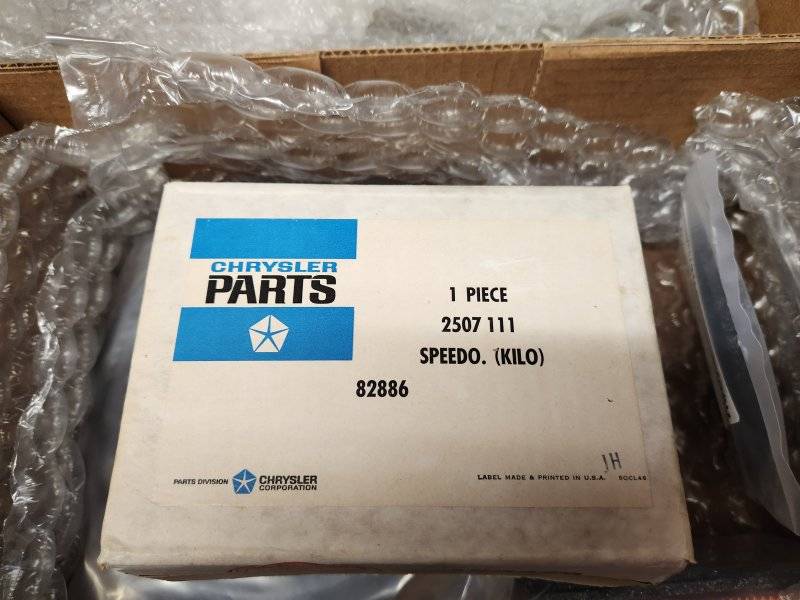 CHRYSLER
PARTS
1 PIECE
2507 111
SPEEDO. (KILO)
82886
PARTS DIVISION
CHRYSLER
CORPORATION
JH
LABEL MADE & PRINTED IN U.S.A.